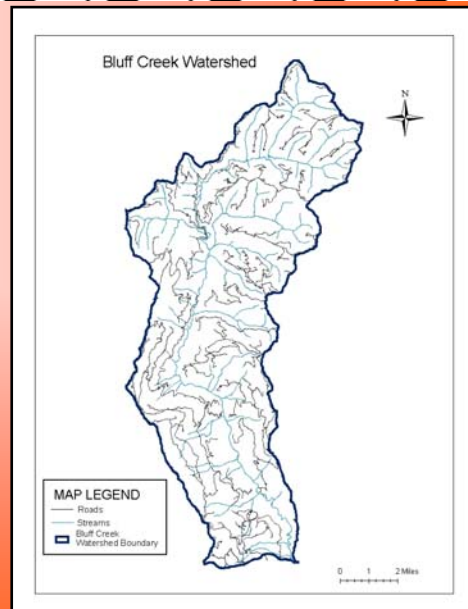 Bluff Creek Watershed
N
MAP LEGEND
Roads
Streams
Bluff Creek
Watershed Boundary
0 1 2 Miles